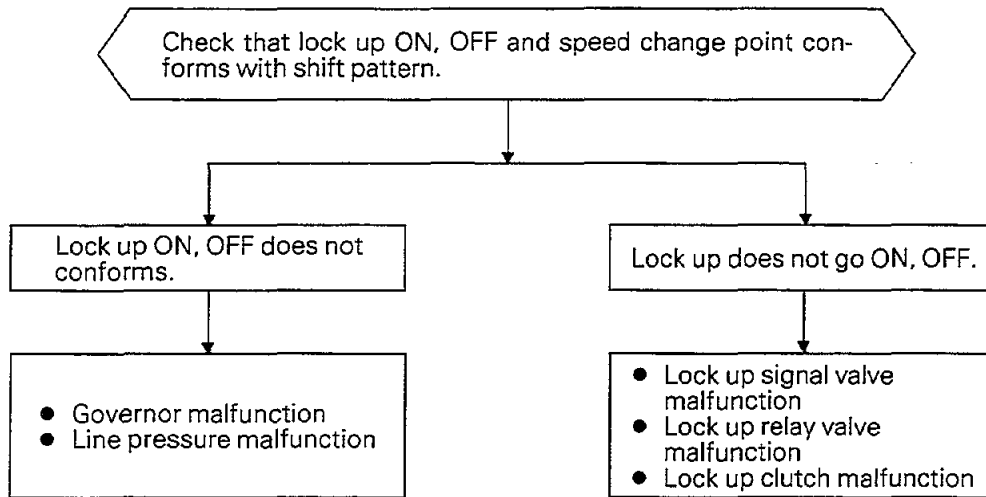 Check that lock up ON, OFF and speed change point con-
forms with shift pattern.
Lock up ON, OFF does not
conforms.
Lock up does not go ON, OFF.
● Governor malfunction
● Line pressure malfunction
● Lock up signal valve
malfunction
● Lock up relay valve
malfunction
● Lock up clutch malfunction